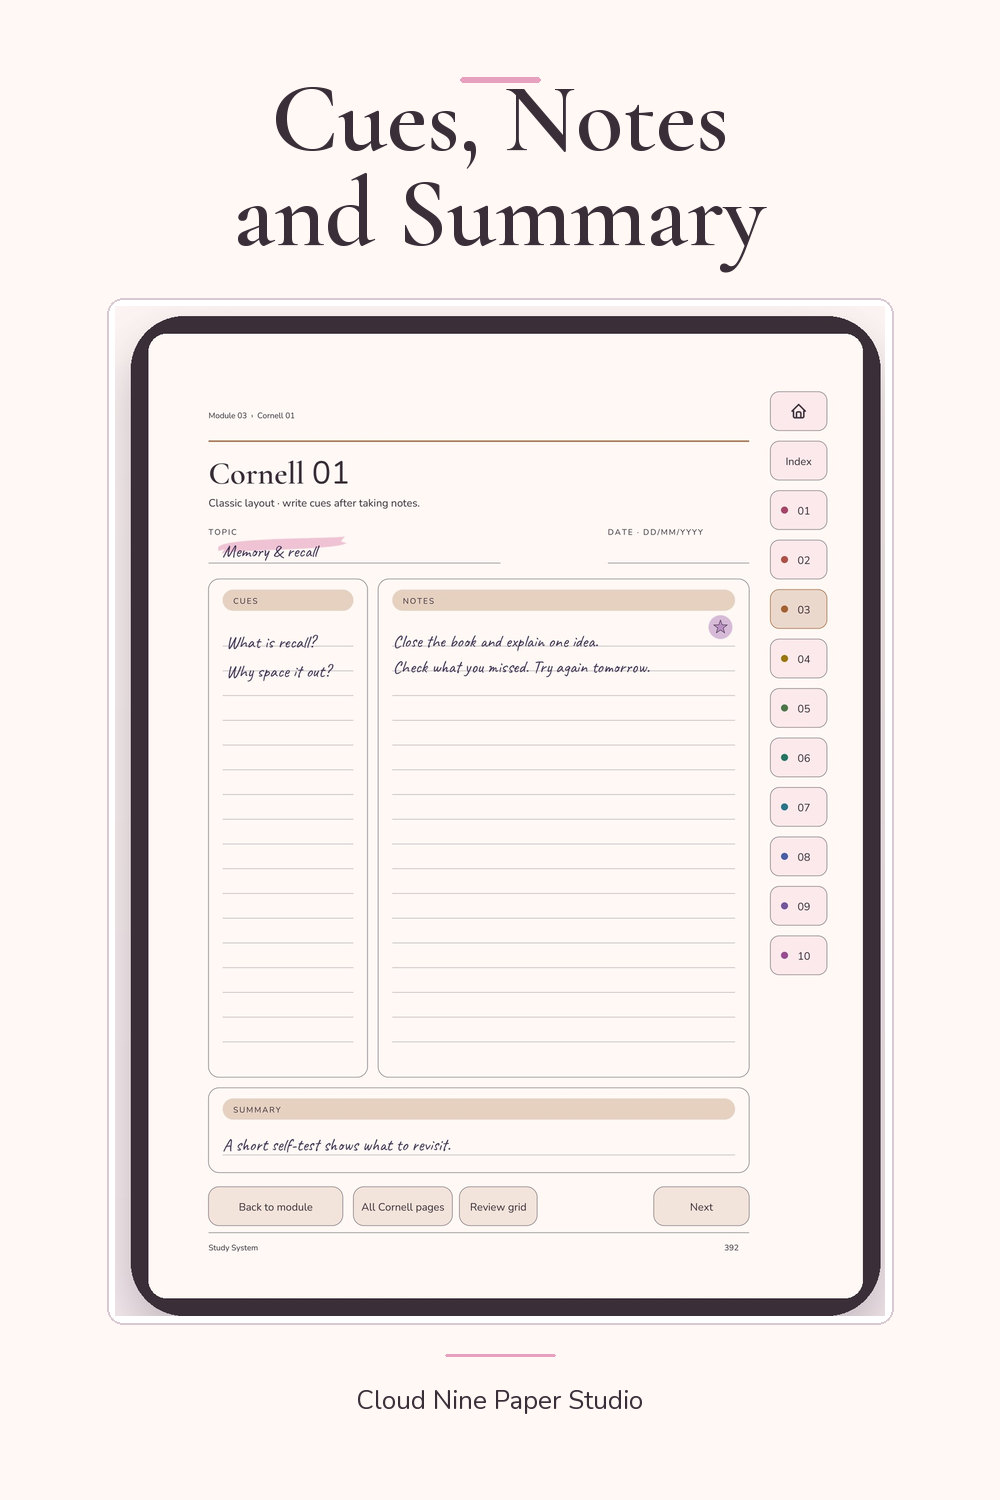 Cues, Notes
and Summary
Module 03 › Cornell 01
Cornell 01
Classic layout · write cues after taking notes.
TOPIC
DATE · DD/MM/YYYY
Memory & recall
CUES
NOTES
What is recall?
Why space it out?
Close the book and explain one idea.
Check what you missed. Try again tomorrow.
SUMMARY
A short self-test shows what to revisit.
Back to module
All Cornell pages
Review grid
Next
Study System
392
Index
01
02
03
04
05
06
07
08
09
10
Cloud Nine Paper Studio